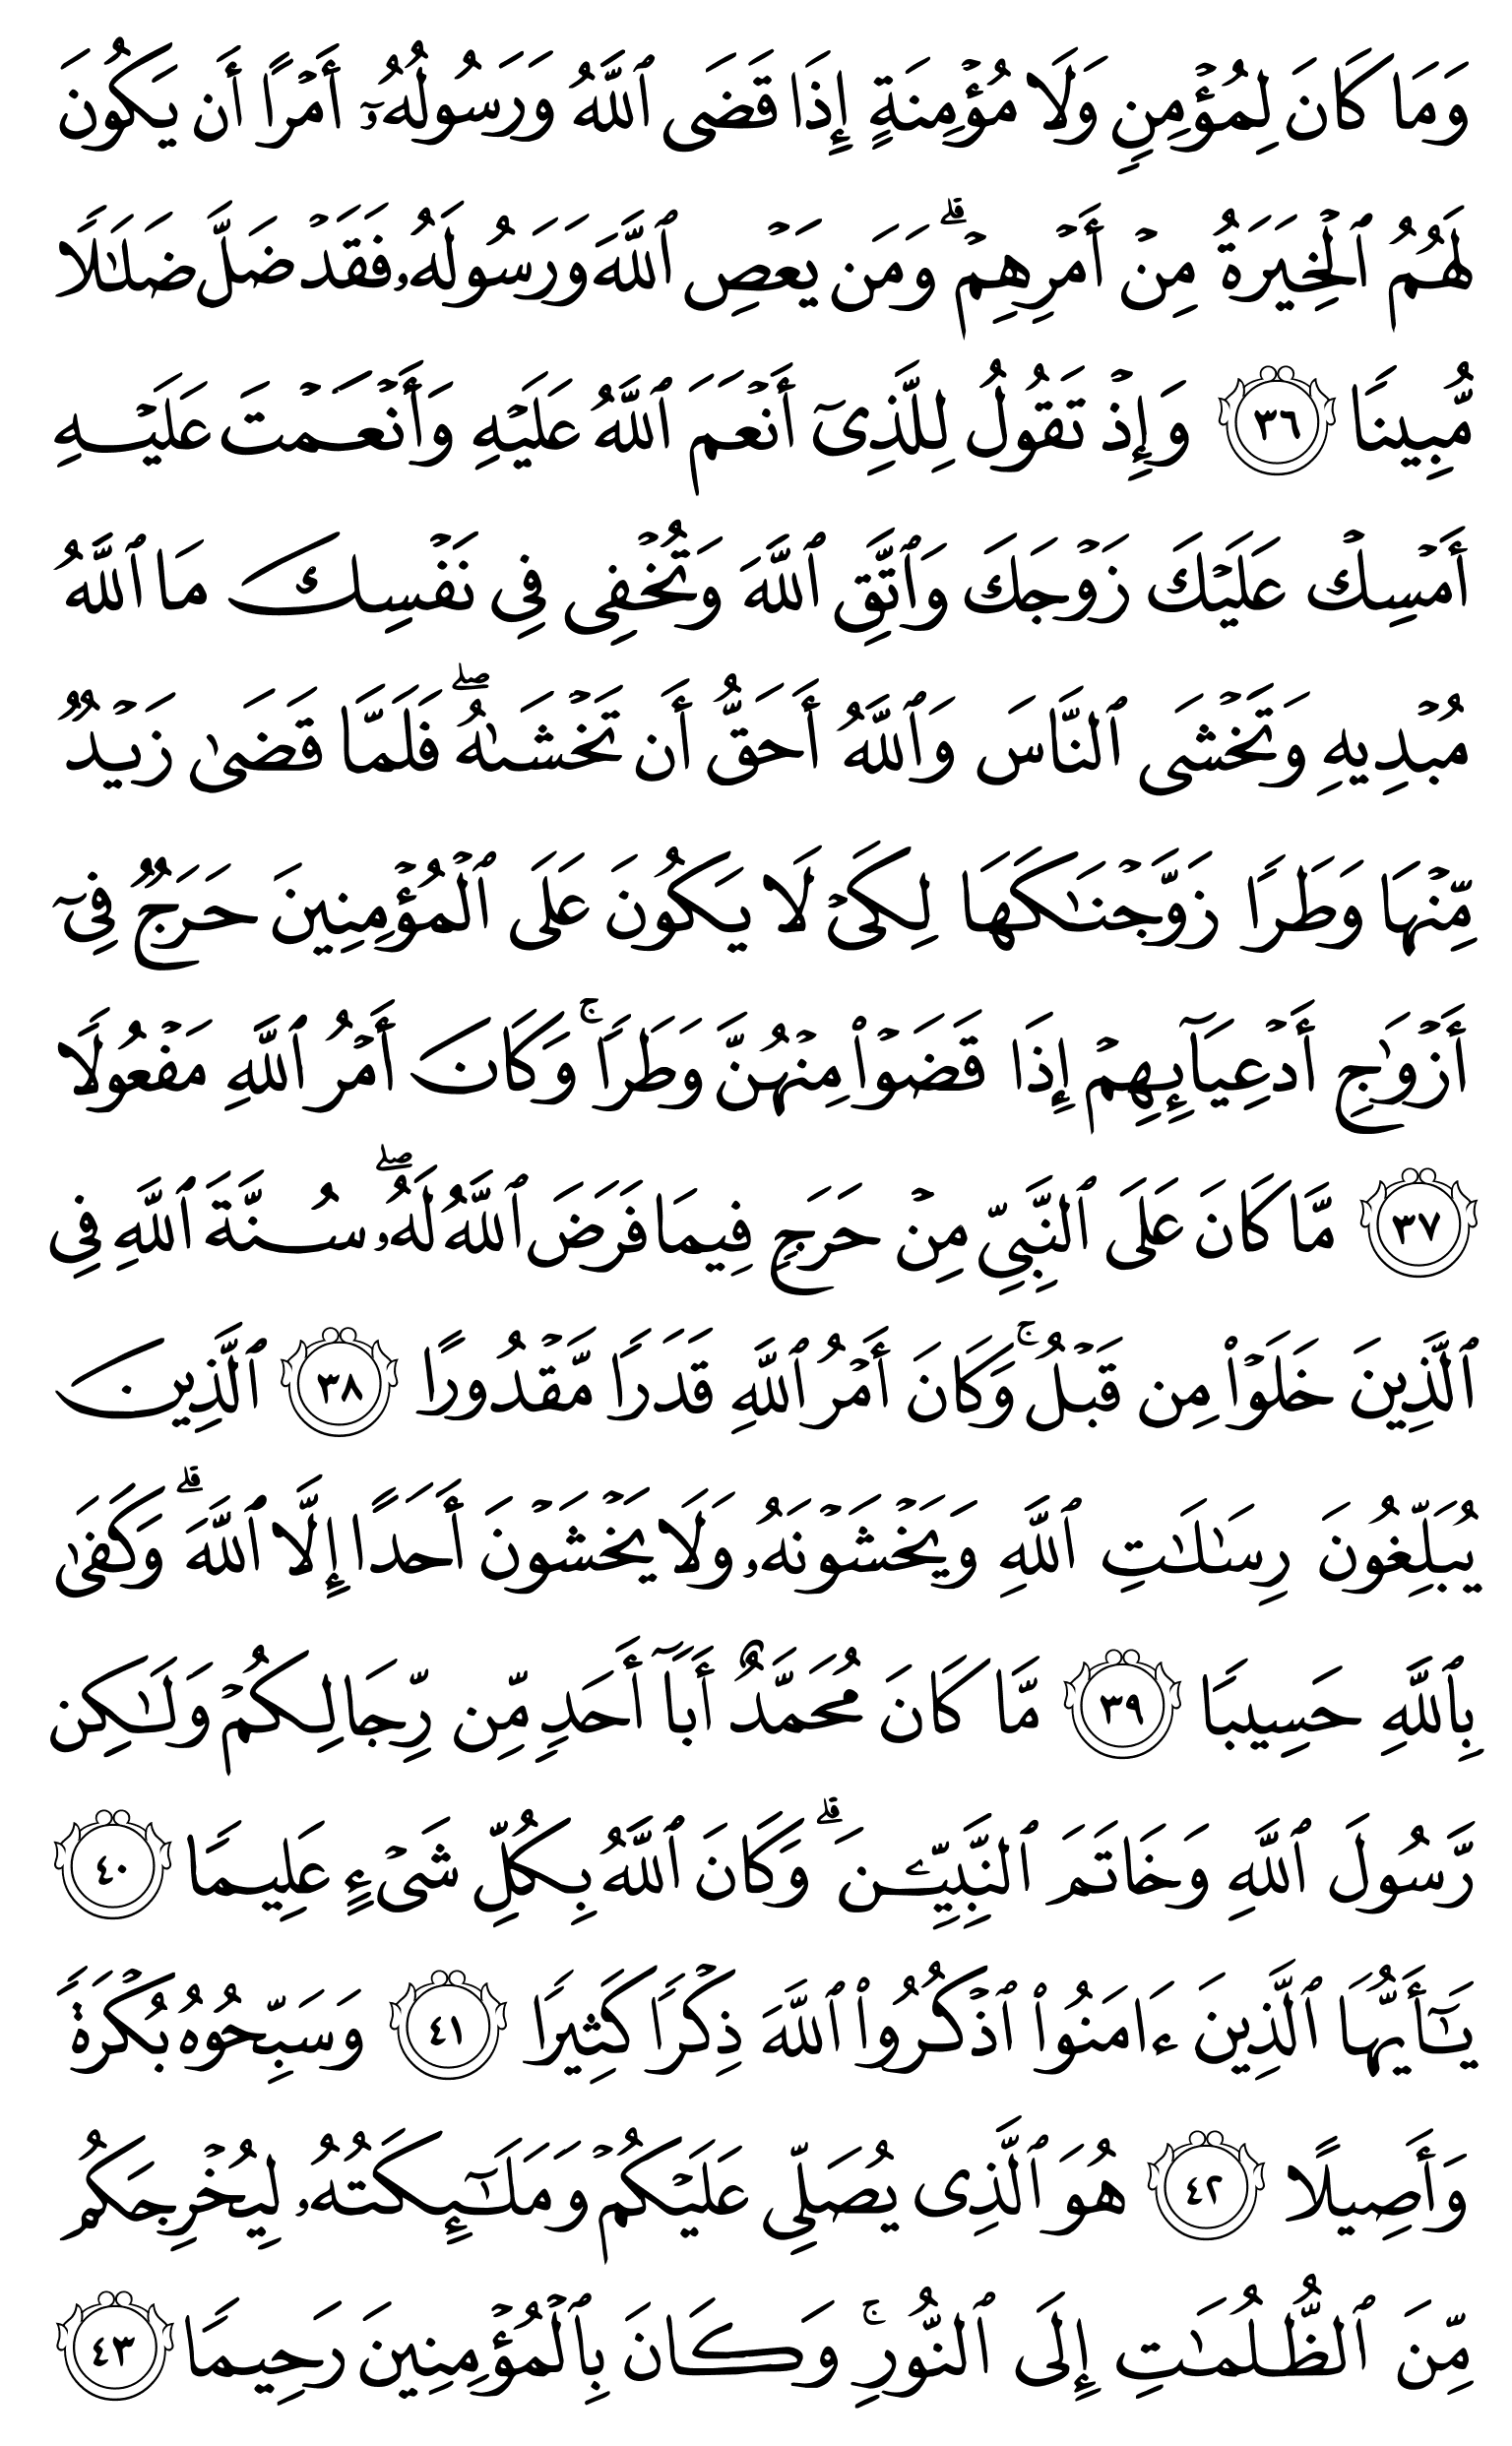 وَمَا كَانَ لِمُؤۡمِنٖ وَلَا مُؤۡمِنَةٍ إِذَا قَضَى ٱللَّهُ وَرَسُولُهُۥٓ أَمۡرًا أَن يَكُونَ
لَهُمُ ٱلۡخِيَرَةُ مِنۡ أَمۡرِهِمۡۗ وَمَن يَعۡصِ ٱللَّهَ وَرَسُولَهُۥ فَقَدۡ ضَلَّ ضَلَٰلٗا
مُّبِينٗا ٣٦ وَإِذۡ تَقُولُ لِلَّذِيٓ أَنۡعَمَ ٱللَّهُ عَلَيۡهِ وَأَنۡعَمۡتَ عَلَيۡهِ
أَمۡسِكۡ عَلَيۡكَ زَوۡجَكَ وَٱتَّقِ ٱللَّهَ وَتُخۡفِي فِي نَفۡسِكَ مَا ٱللَّهُ
مُبۡدِيهِ وَتَخۡشَى ٱلنَّاسَ وَٱللَّهُ أَحَقُّ أَن تَخۡشَىٰهُۖ فَلَمَّا قَضَىٰ زَيۡدٞ
مِّنۡهَا وَطَرٗا زَوَّجۡنَٰكَهَا لِكَيۡ لَا يَكُونَ عَلَى ٱلۡمُؤۡمِنِينَ حَرَجٞ فِيٓ
أَزۡوَٰجِ أَدۡعِيَآئِهِمۡ إِذَا قَضَوۡاْ مِنۡهُنَّ وَطَرٗاۚ وَكَانَ أَمۡرُ ٱللَّهِ مَفۡعُولٗا
٣٧ مَّا كَانَ عَلَى ٱلنَّبِيِّ مِنۡ حَرَجٖ فِيمَا فَرَضَ ٱللَّهُ لَهُۥۖ سُنَّةَ ٱللَّهِ فِي
ٱلَّذِينَ خَلَوۡاْ مِن قَبۡلُۚ وَكَانَ أَمۡرُ ٱللَّهِ قَدَرٗا مَّقۡدُورًا ٣٨ ٱلَّذِينَ
يُبَلِّغُونَ رِسَٰلَٰتِ ٱللَّهِ وَيَخۡشَوۡنَهُۥ وَلَا يَخۡشَوۡنَ أَحَدًا إِلَّا ٱللَّهَۗ وَكَفَىٰ
بِٱللَّهِ حَسِيبٗا ٣٩ مَّا كَانَ مُحَمَّدٌ أَبَآ أَحَدٖ مِّن رِّجَالِكُمۡ وَلَٰكِن
رَّسُولَ ٱللَّهِ وَخَاتَمَ ٱلنَّبِيِّـۧنَۗ وَكَانَ ٱللَّهُ بِكُلِّ شَيۡءٍ عَلِيمٗا ٤٠
يَٰٓأَيُّهَا ٱلَّذِينَ ءَامَنُواْ ٱذۡكُرُواْ ٱللَّهَ ذِكۡرٗا كَثِيرٗا ٤١ وَسَبِّحُوهُ بُكۡرَةٗ
وَأَصِيلًا ٤٢ هُوَ ٱلَّذِي يُصَلِّي عَلَيۡكُمۡ وَمَلَٰٓئِكَتُهُۥ لِيُخۡرِجَكُم
مِّنَ ٱلظُّلُمَٰتِ إِلَى ٱلنُّورِۚ وَكَانَ بِٱلۡمُؤۡمِنِينَ رَحِيمٗا ٤٣